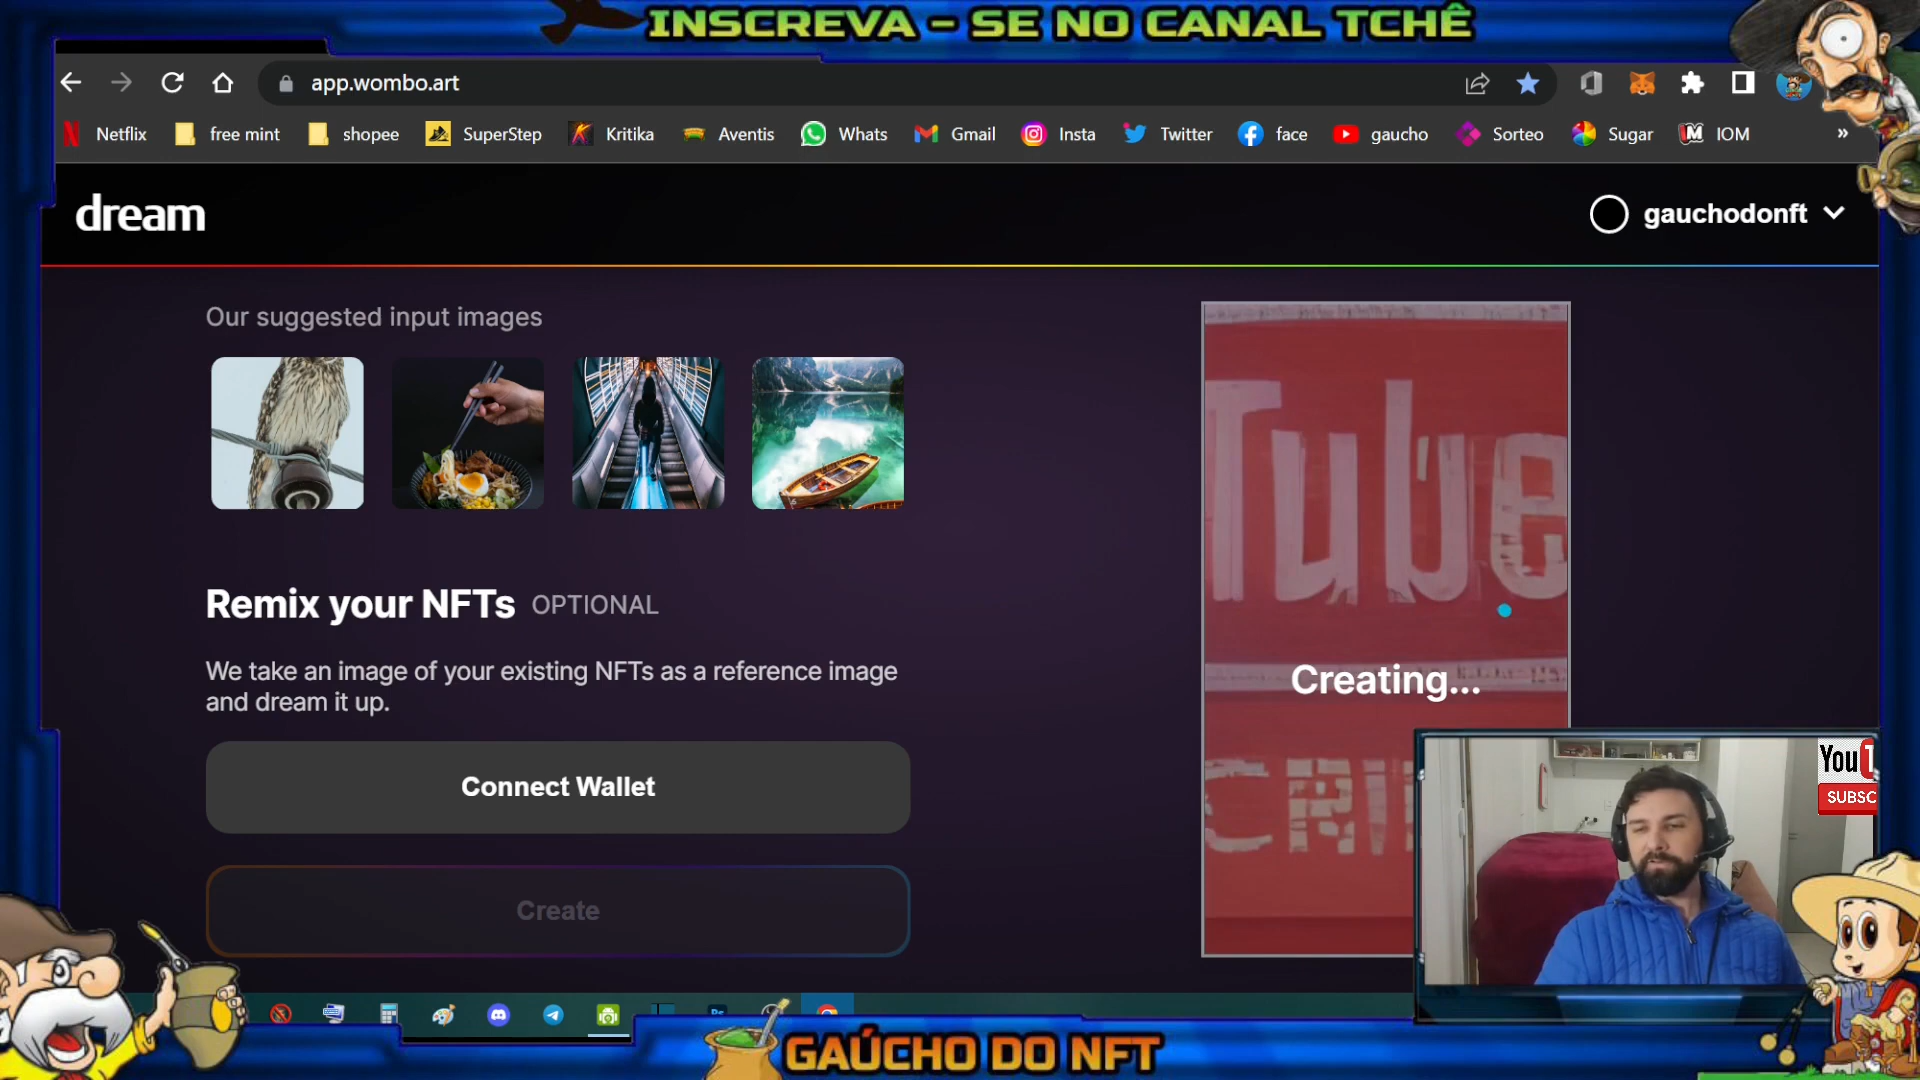 INSCREVA - SE NO CANAL TCHÊ
app.wombo.art
Netflix
free mint
shopee
SuperStep
Kritika
Aventis
Whats
Gmail
Insta
Twitter
face
gaucho
Sorteo
Sugar
IOM
»
dream
gauchodonft
Our suggested input images
Tube
Remix your NFTs OPTIONAL
We take an image of your existing NFTs as a reference image
and dream it up.
Creating...
Connect Wallet
You
SUBSC
Create
GAÚCHO DO NFT